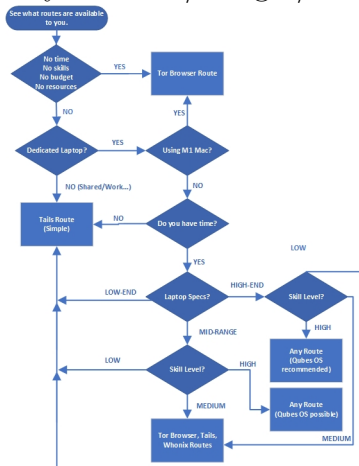 See what routes are available
to you.
No time
No skills
No budget
No resources
YES
Tor Browser Route
NO
YES
Dedicated Laptop?
YES
Using M1 Mac?
NO (Shared/Work...)
NO
Tails Route
(Simple)
NO
Do you have time?
LOW
YES
LOW-END
Laptop Specs?
HIGH-END
Skill Level?
MID-RANGE
HIGH
LOW
Skill Level?
HIGH
Any Route
(Qubes OS
recommended)
MEDIUM
Any Route
(Qubes OS possible)
Tor Browser, Tails,
Whonix Routes
MEDIUM